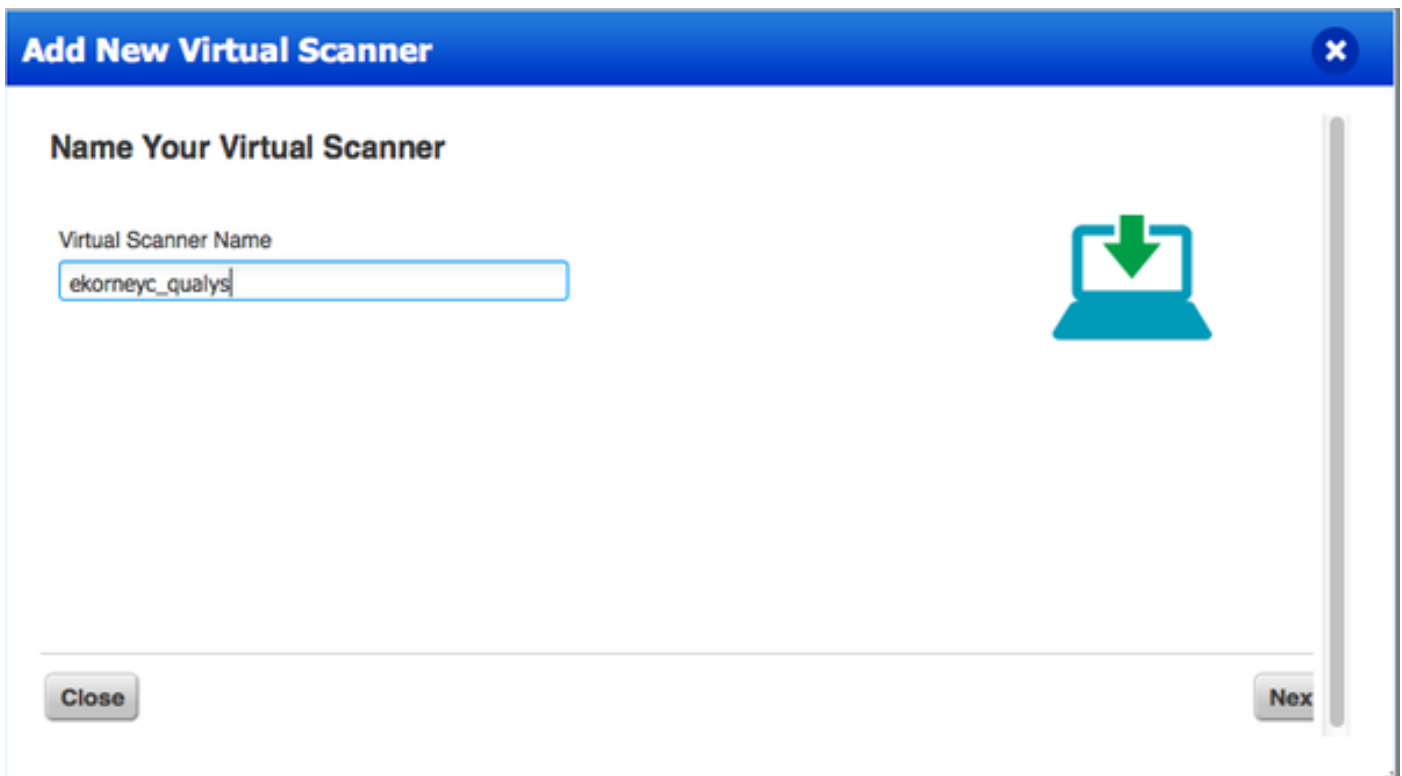 Add New Virtual Scanner
Name Your Virtual Scanner
Virtual Scanner Name
ekorneyc_qualys
Close
Nex